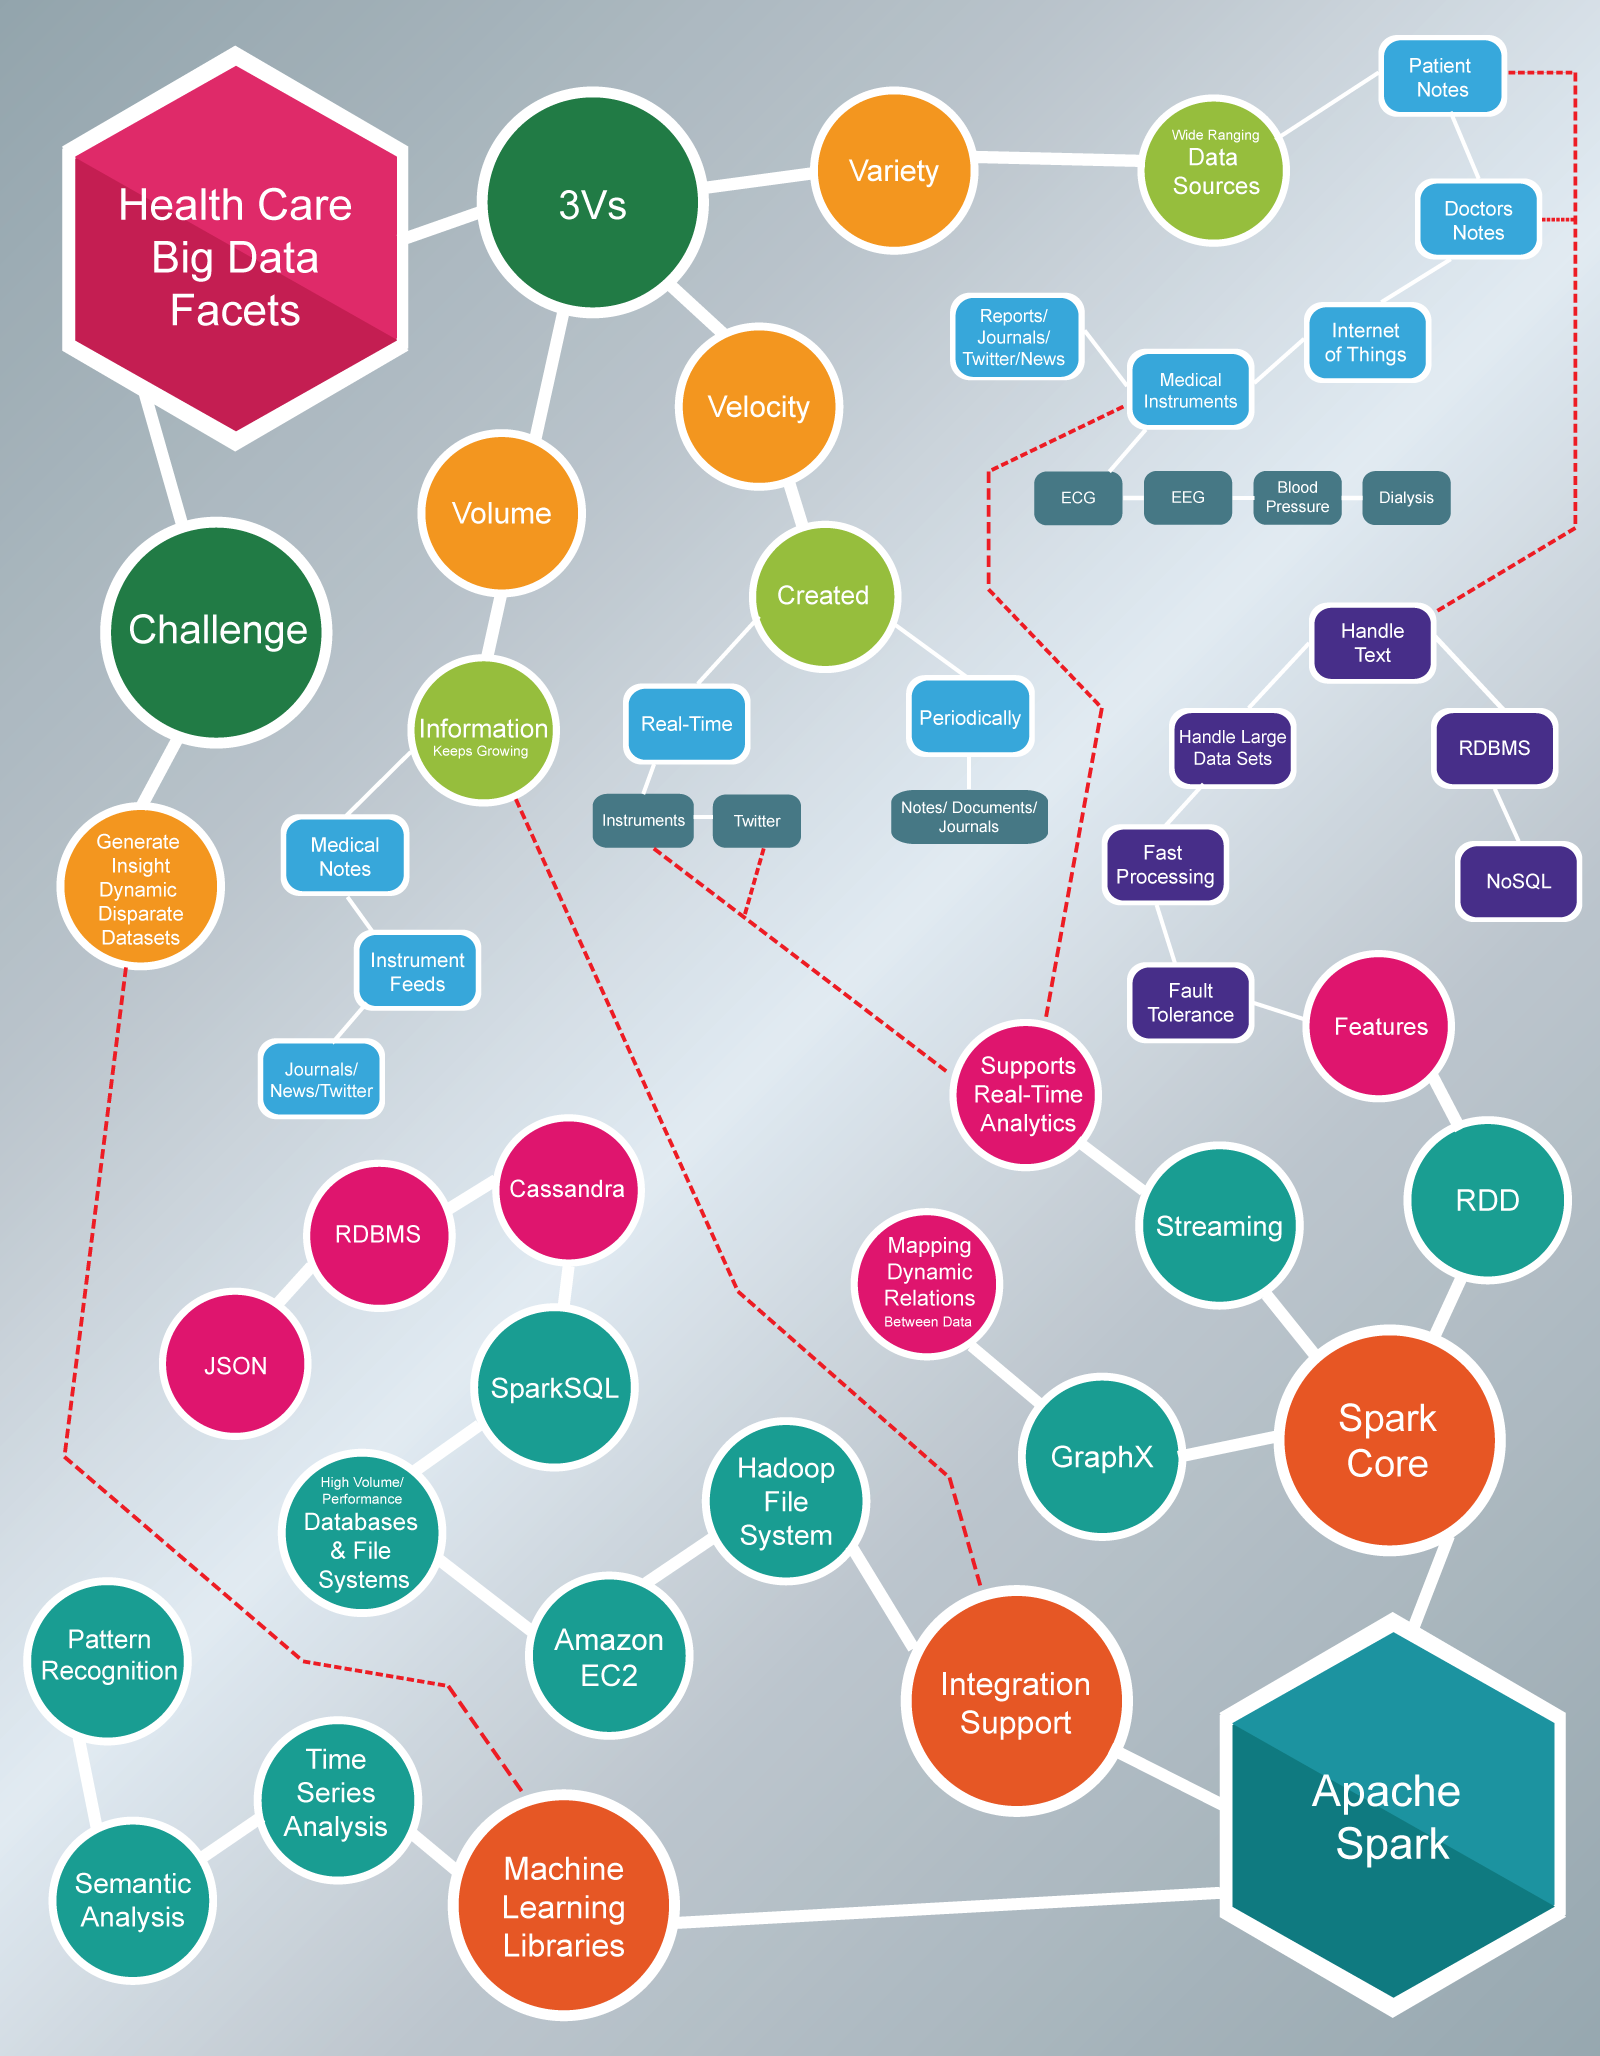 Health Care
Big Data
Facets
3Vs
Variety
Wide Ranging
Data
Sources
Patient
Notes
Doctors
Notes
Internet
of Things
Medical
Instruments
Reports/
Journals/
Twitter/News
ECG
EEG
Blood
Pressure
Dialysis
Velocity
Volume
Created
Real-Time
Instruments
Twitter
Periodically
Notes/ Documents/
Journals
Information
Keeps Growing
Medical
Notes
Instrument
Feeds
Journals/
News/Twitter
Challenge
Generate
Insight
Dynamic
Disparate
Datasets
Handle
Text
Handle Large
Data Sets
RDBMS
Fast
Processing
NoSQL
Fault
Tolerance
Features
Supports
Real-Time
Analytics
Streaming
RDD
Mapping
Dynamic
Relations
Between Data
GraphX
Spark
Core
Cassandra
RDBMS
JSON
SparkSQL
High Volume/
Performance
Databases
& File
Systems
Hadoop
File
System
Amazon
EC2
Integration
Support
Pattern
Recognition
Time
Series
Analysis
Semantic
Analysis
Machine
Learning
Libraries
Apache
Spark